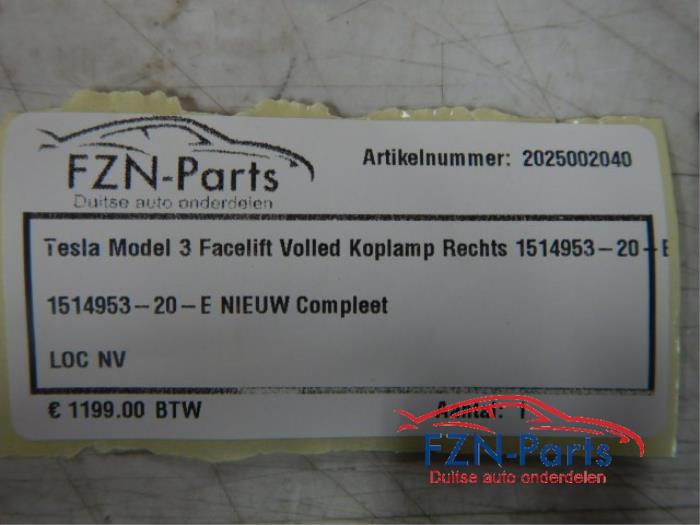 FZN-Parts
Duitse auto onderdelen
Artikelnummer: 2025002040
Tesla Model 3 Facelift Volled Koplamp Rechts 1514953-20-E
1514953-20-E NIEUW Compleet
LOC NV
€ 1199.00 BTW
Aantal: 1
FZN-Parts
Duitse auto onderdelen